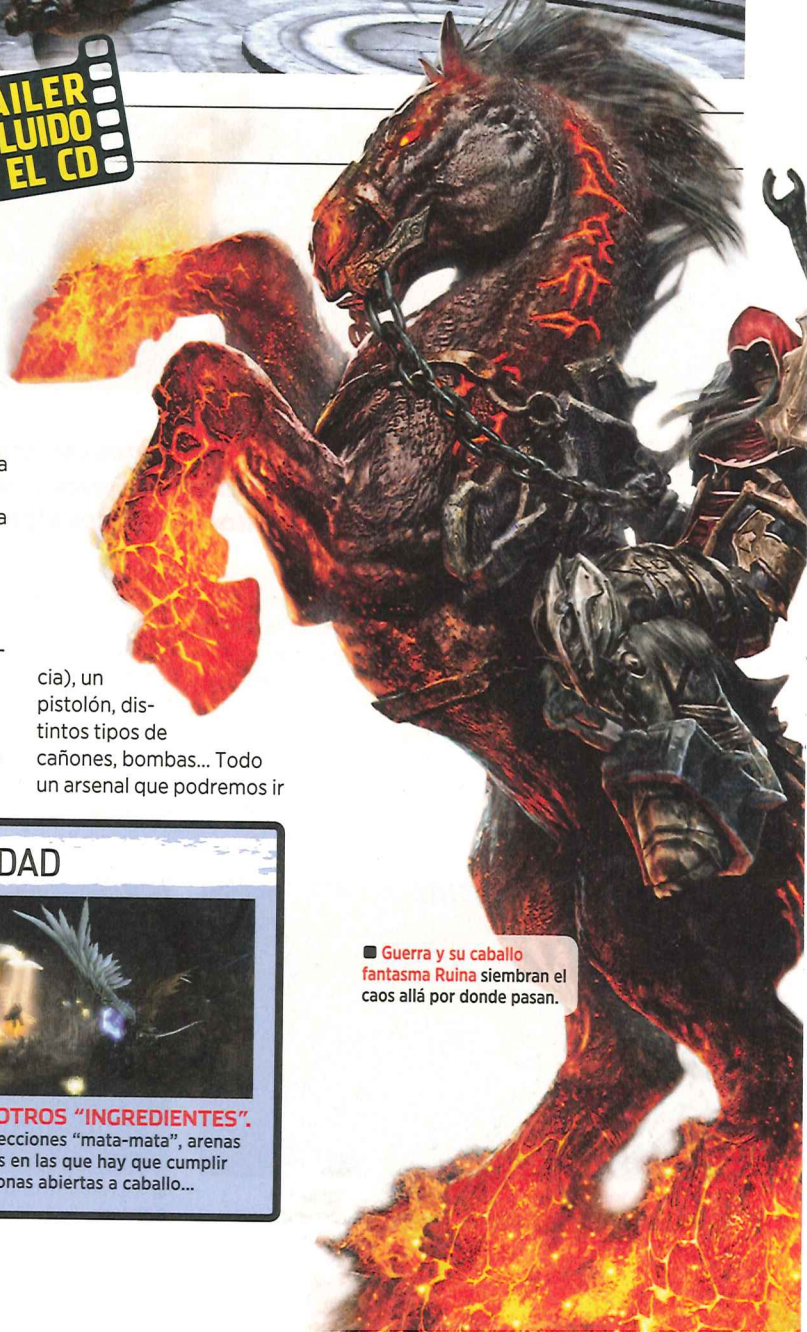 AILER
LUIDO
EL CD
a
a
cia), un
pistolón, dis-
tintos tipos de
cañones, bombas... Todo
un arsenal que podremos ir
DAD
OTROS “INGREDIENTES”.
ecciones “mata-mata”, arenas
s en las que hay que cumplir
onas abiertas a caballo...
Guerra y su caballo
fantasma Ruina siembran el
caos allá por donde pasan.